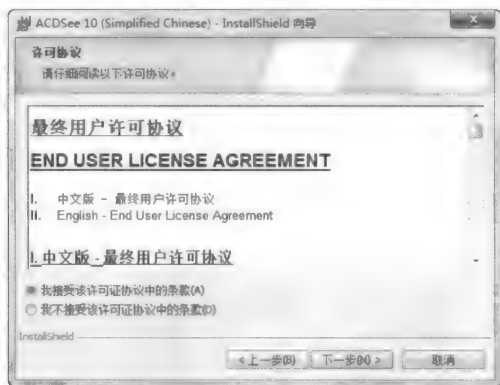 ACDSee 10 (Simplified Chinese) - InstallShield 向导
许可协议
请仔细阅读以下许可协议。
最终用户许可协议
END USER LICENSE AGREEMENT
I. 中文版 - 最终用户许可协议
II. English - End User License Agreement
I. 中文版 - 最终用户许可协议
我接受该许可证协议中的条款(A)
我不接受该许可证协议中的条款(D)
InstallShield
<上一步(B) 下一步(N) > 取消